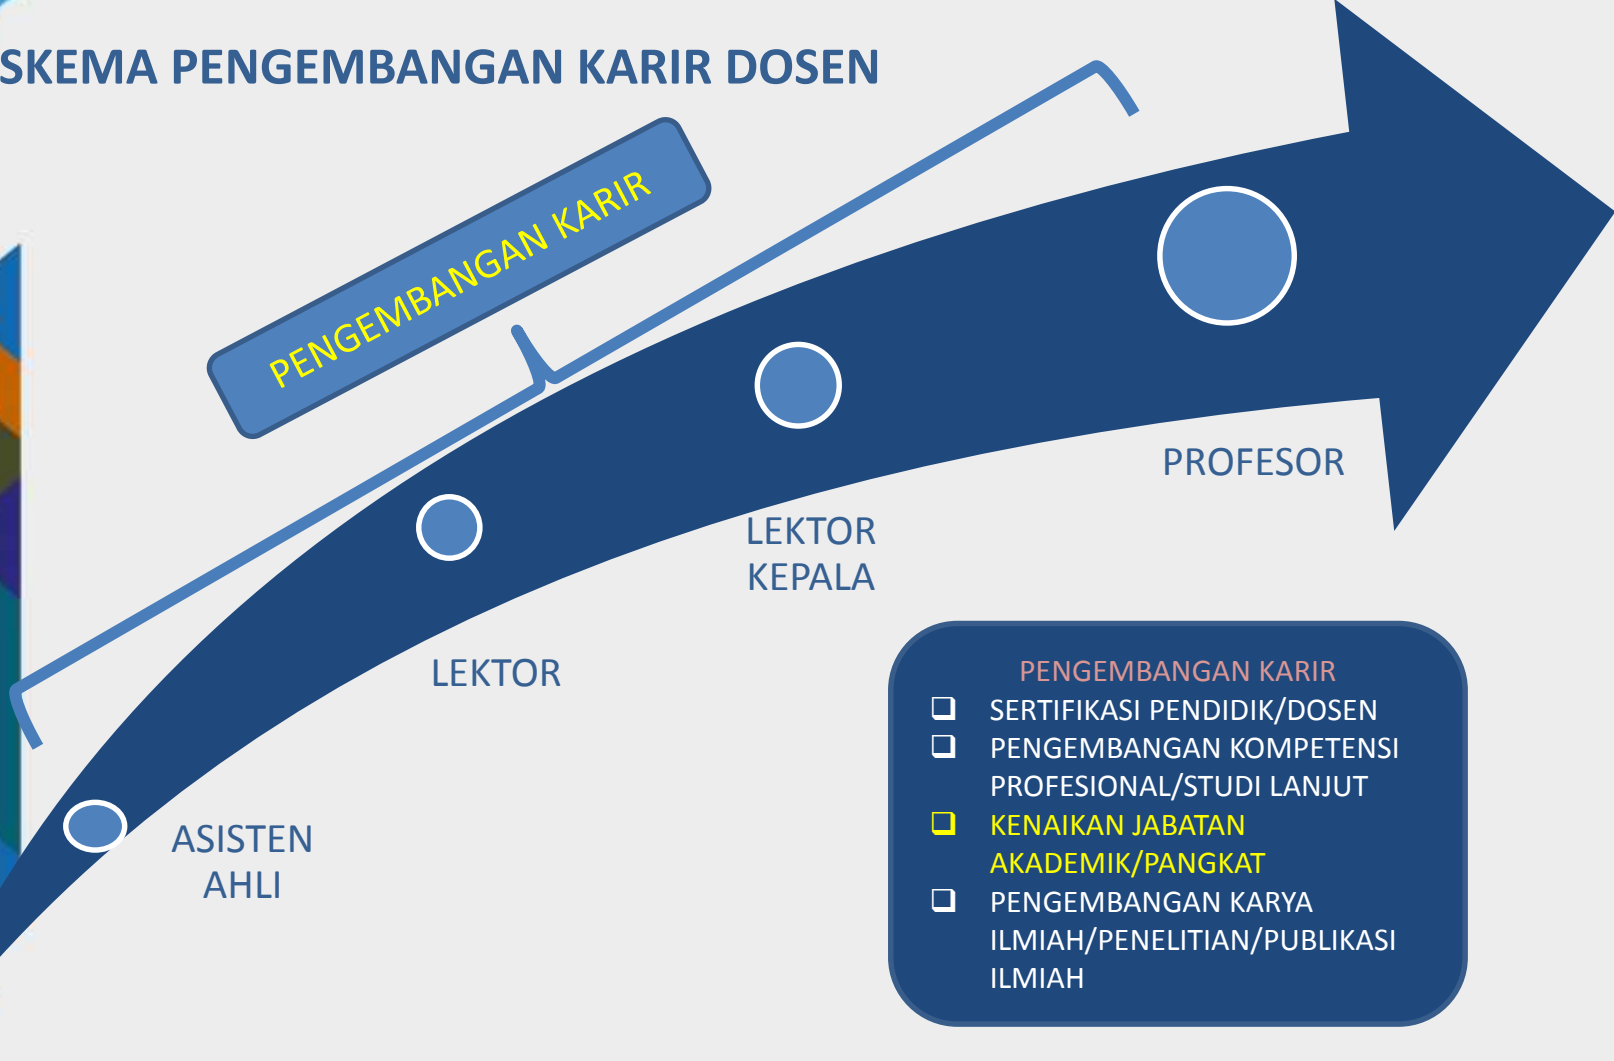 SKEMA PENGEMBANGAN KARIR DOSEN
PENGEMBANGAN KARIR
PROFESOR
LEKTOR
KEPALA
LEKTOR
ASISTEN
AHLI
PENGEMBANGAN KARIR
❑ SERTIFIKASI PENDIDIK/DOSEN
❑ PENGEMBANGAN KOMPETENSI
PROFESIONAL/STUDI LANJUT
❑ KENAIKAN JABATAN
AKADEMIK/PANGKAT
❑ PENGEMBANGAN KARYA
ILMIAH/PENELITIAN/PUBLIKASI
ILMIAH